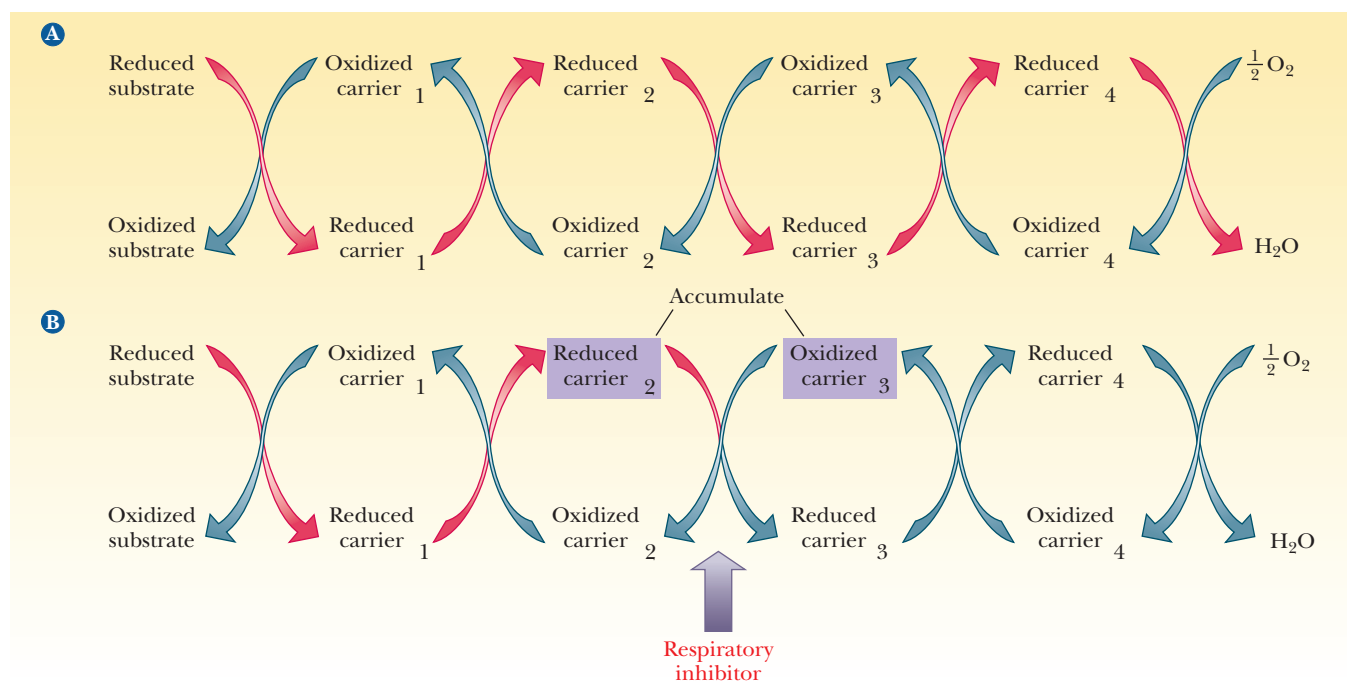 A
Reduced
substrate
Oxidized
carrier 1
Reduced
carrier 2
Oxidized
carrier 3
Reduced
carrier 4
1/2 O₂
Oxidized
substrate
Reduced
carrier 1
Oxidized
carrier 2
Reduced
carrier 3
Oxidized
carrier 4
H₂O
Accumulate
B
Reduced
substrate
Oxidized
carrier 1
Reduced
carrier 2
Oxidized
carrier 3
Reduced
carrier 4
1/2 O₂
Oxidized
substrate
Reduced
carrier 1
Oxidized
carrier 2
Reduced
carrier 3
Oxidized
carrier 4
H₂O
Respiratory
inhibitor